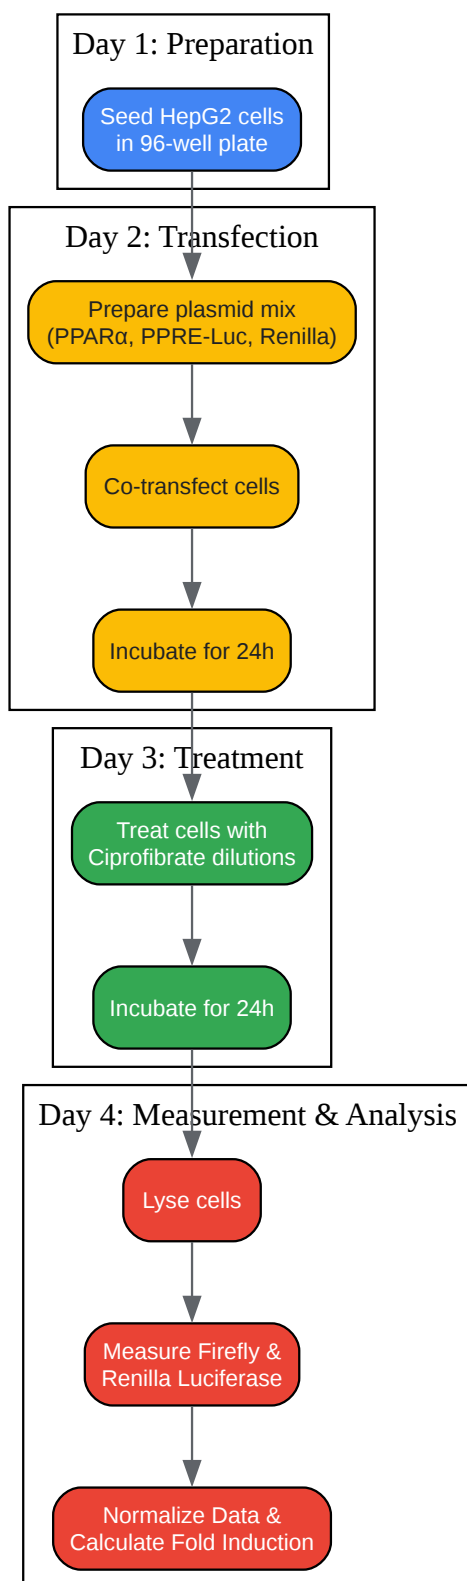 Day 1: Preparation
Seed HepG2 cells
in 96-well plate
Day 2: Transfection
Prepare plasmid mix
(PPARα, PPRE-Luc, Renilla)
Co-transfect cells
Incubate for 24h
Day 3: Treatment
Treat cells with
Ciprofibrate dilutions
Incubate for 24h
Day 4: Measurement & Analysis
Lyse cells
Measure Firefly &
Renilla Luciferase
Normalize Data &
Calculate Fold Induction